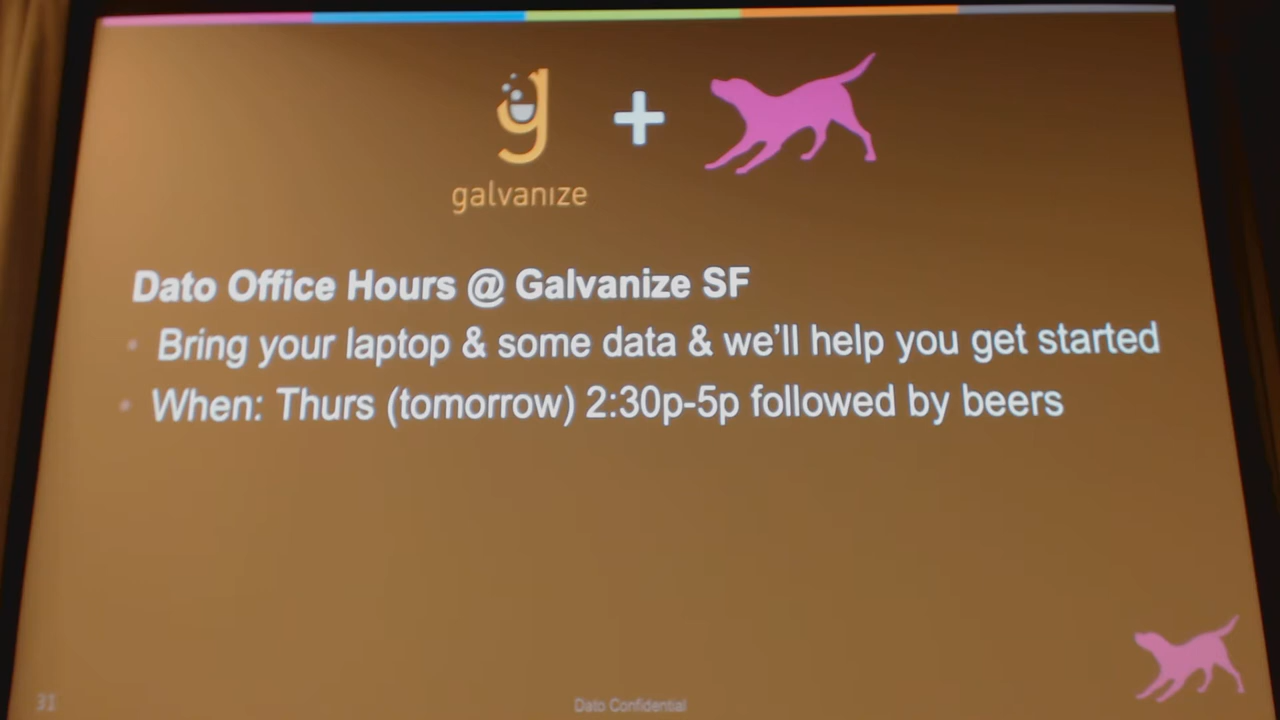 g +
galvanize
Dato Office Hours @ Galvanize SF
• Bring your laptop & some data & we'll help you get started
• When: Thurs (tomorrow) 2:30p-5p followed by beers
31 Dato Confidential